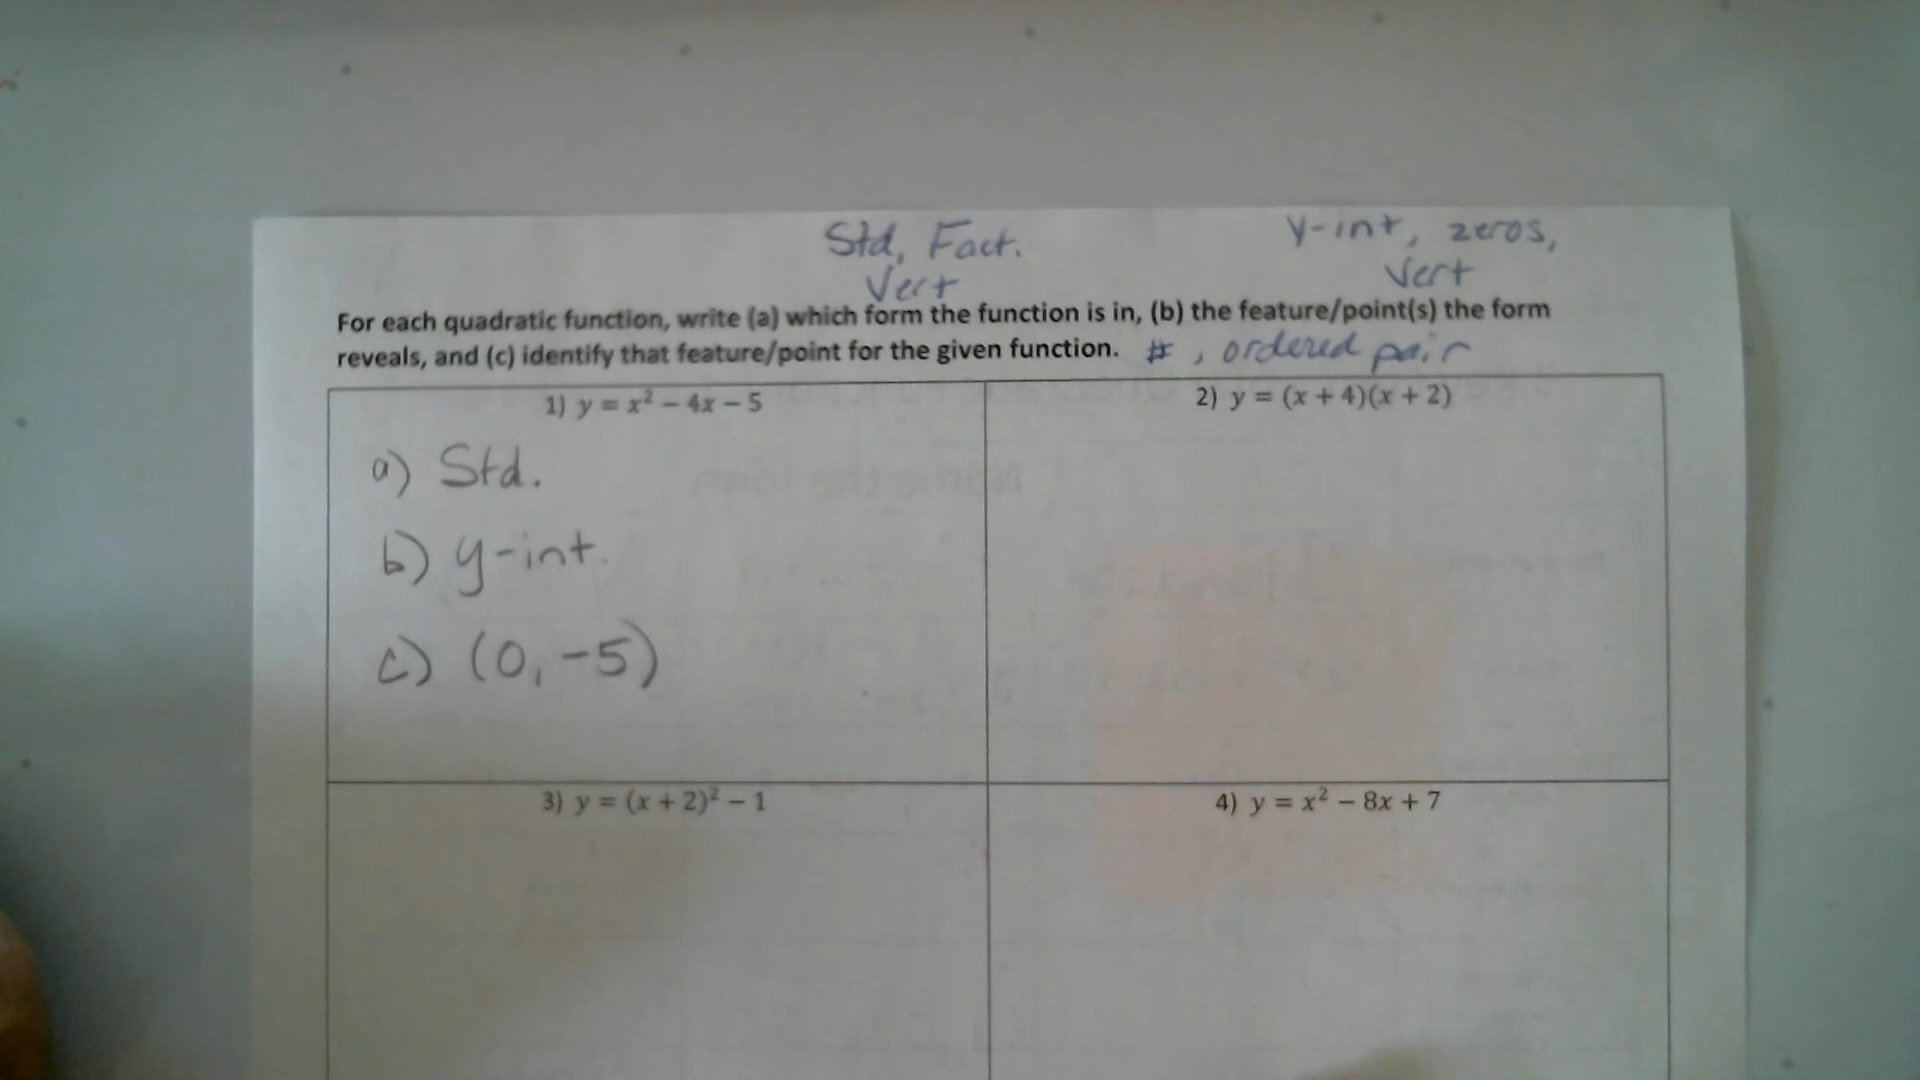 Std, Fact.
Vert
y-int, zeros,
Vert
For each quadratic function, write (a) which form the function is in, (b) the feature/point(s) the form
reveals, and (c) identify that feature/point for the given function. #, ordered pair
1) y = x² – 4x – 5
a) Std.
b) y-int.
c) (0, -5)
2) y = (x + 4)(x + 2)
3) y = (x + 2)² – 1
4) y = x² – 8x + 7